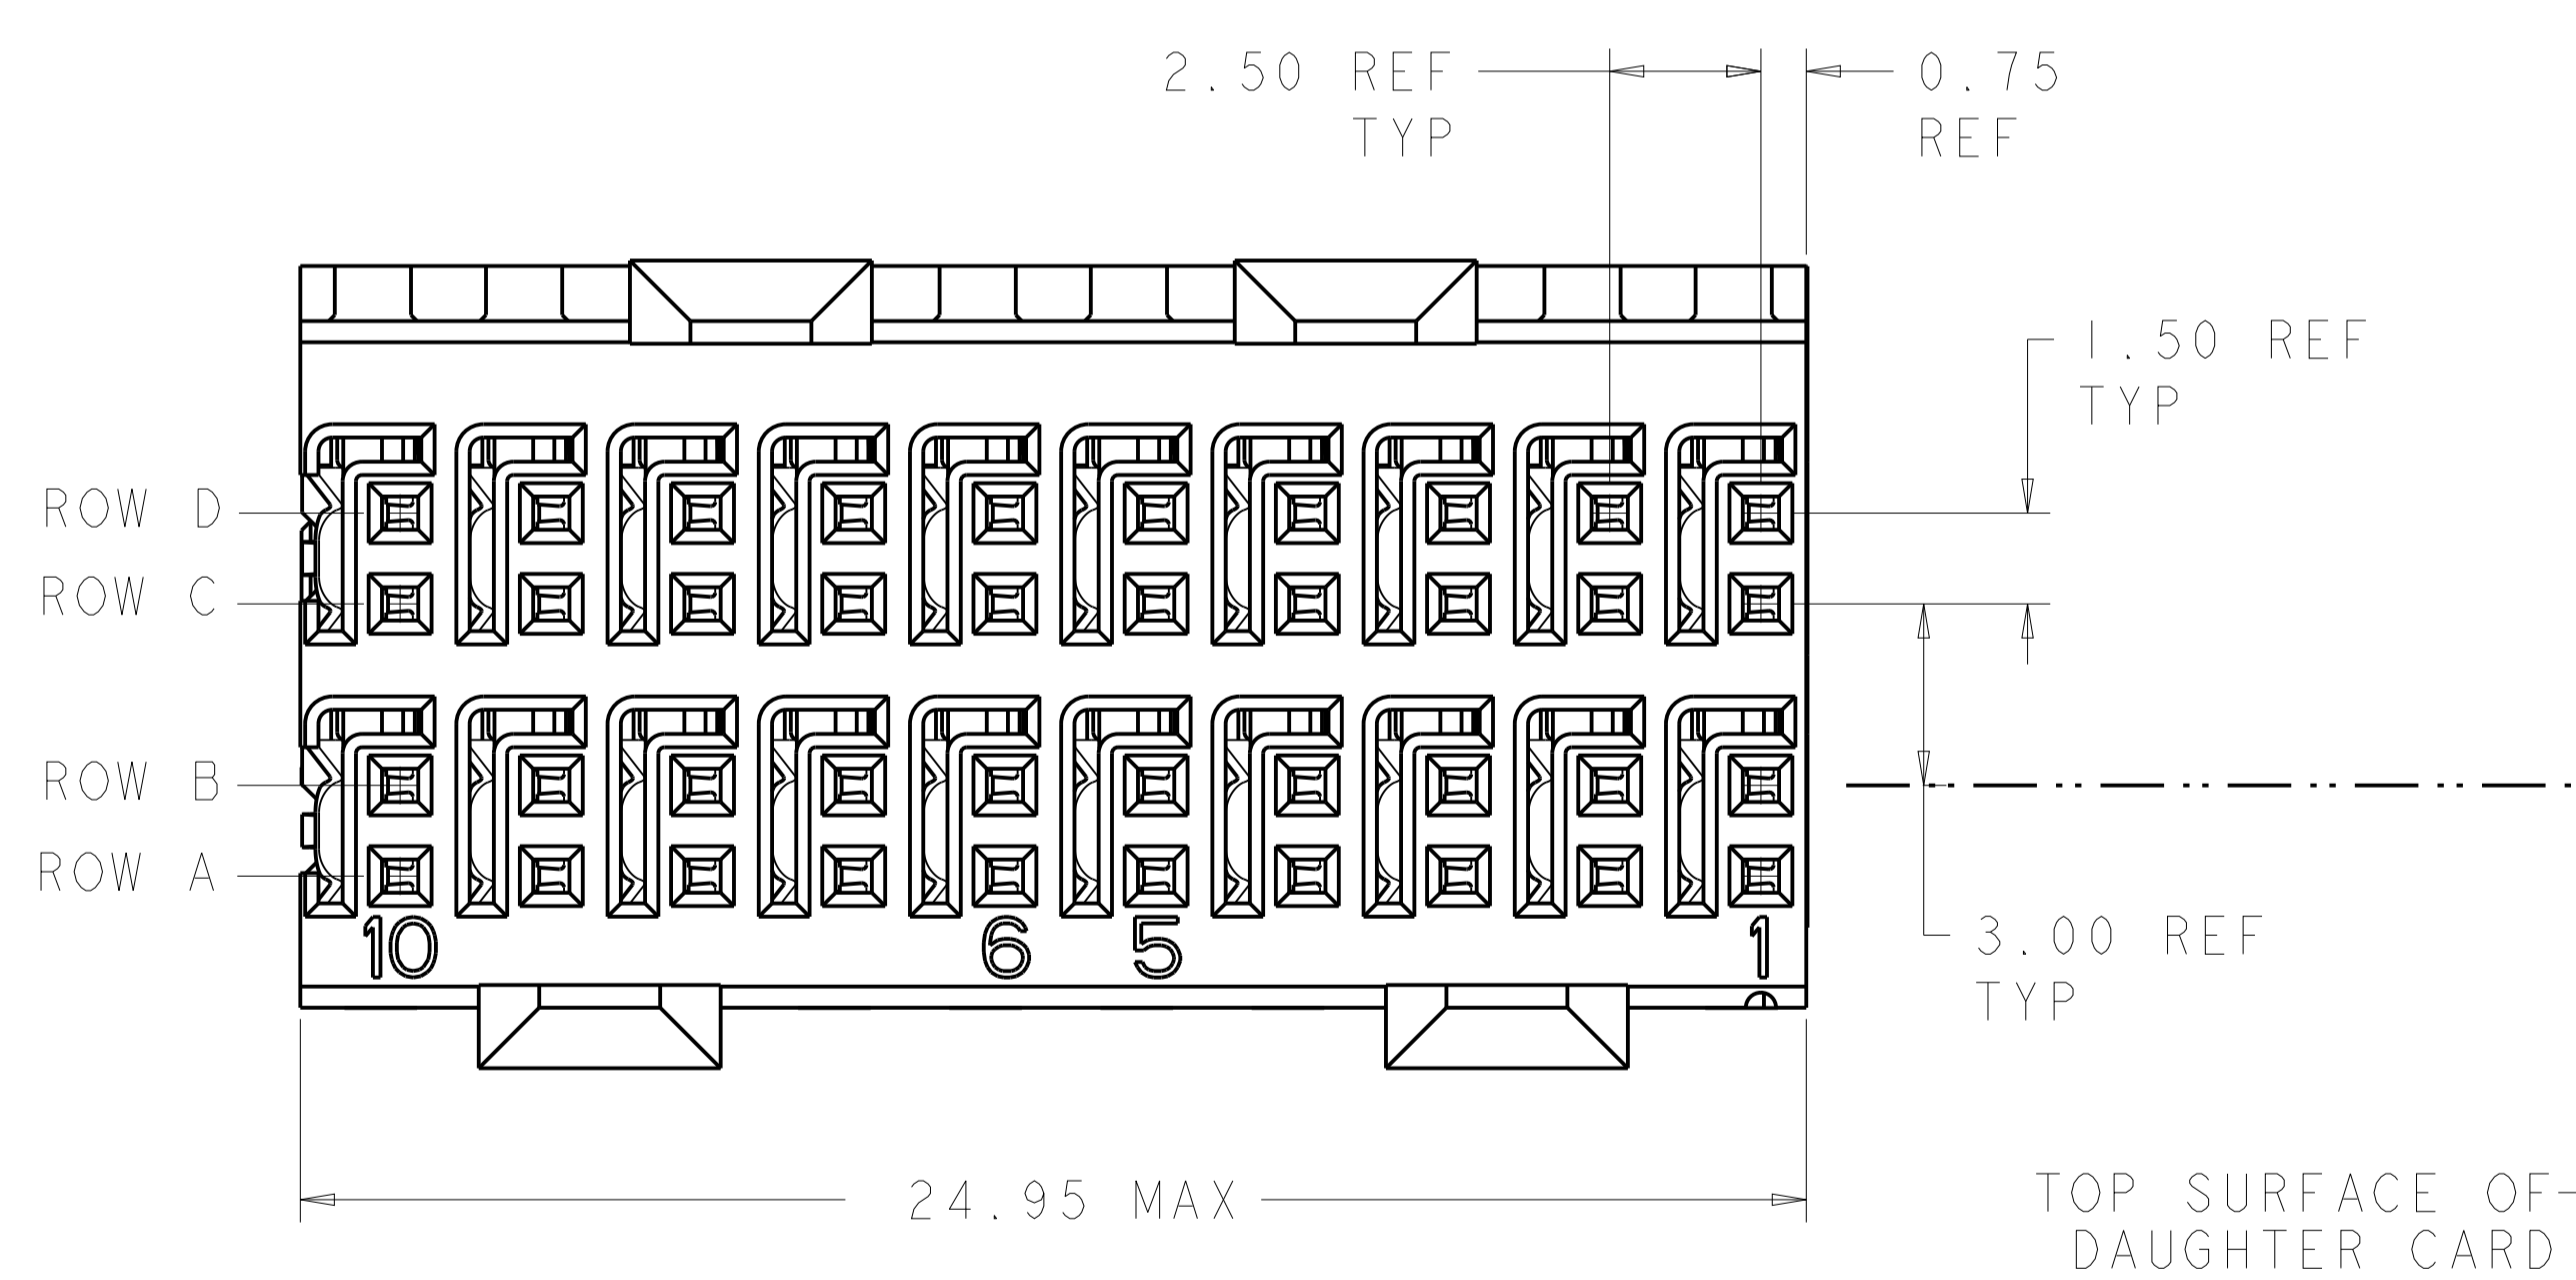 2.50 REF
TYP
0.75
REF
1.50 REF
TYP
ROW D
ROW C
ROW B
ROW A
10
6
5
1
3.00 REF
TYP
24.95 MAX
TOP SURFACE OF
DAUGHTER CARD